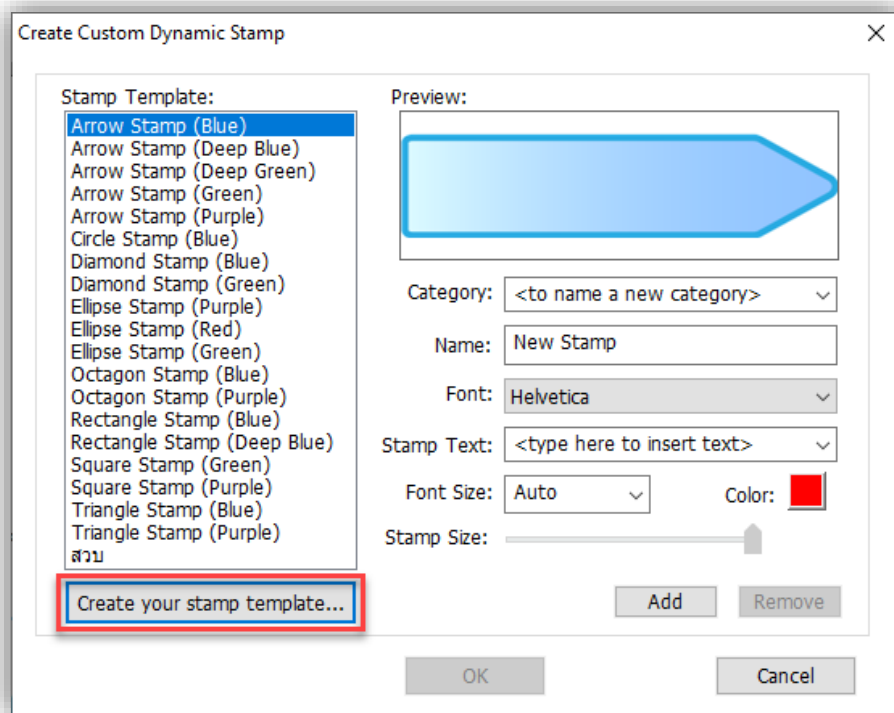 Create Custom Dynamic Stamp
Stamp Template:
Arrow Stamp (Blue)
Arrow Stamp (Deep Blue)
Arrow Stamp (Deep Green)
Arrow Stamp (Green)
Arrow Stamp (Purple)
Circle Stamp (Blue)
Diamond Stamp (Blue)
Diamond Stamp (Green)
Ellipse Stamp (Purple)
Ellipse Stamp (Red)
Ellipse Stamp (Green)
Octagon Stamp (Blue)
Octagon Stamp (Purple)
Rectangle Stamp (Blue)
Rectangle Stamp (Deep Blue)
Square Stamp (Green)
Square Stamp (Purple)
Triangle Stamp (Blue)
Triangle Stamp (Purple)
สวบ
Create your stamp template...
Preview:
Category: <to name a new category>
Name: New Stamp
Font: Helvetica
Stamp Text: <type here to insert text>
Font Size: Auto Color:
Stamp Size:
Add Remove
OK Cancel